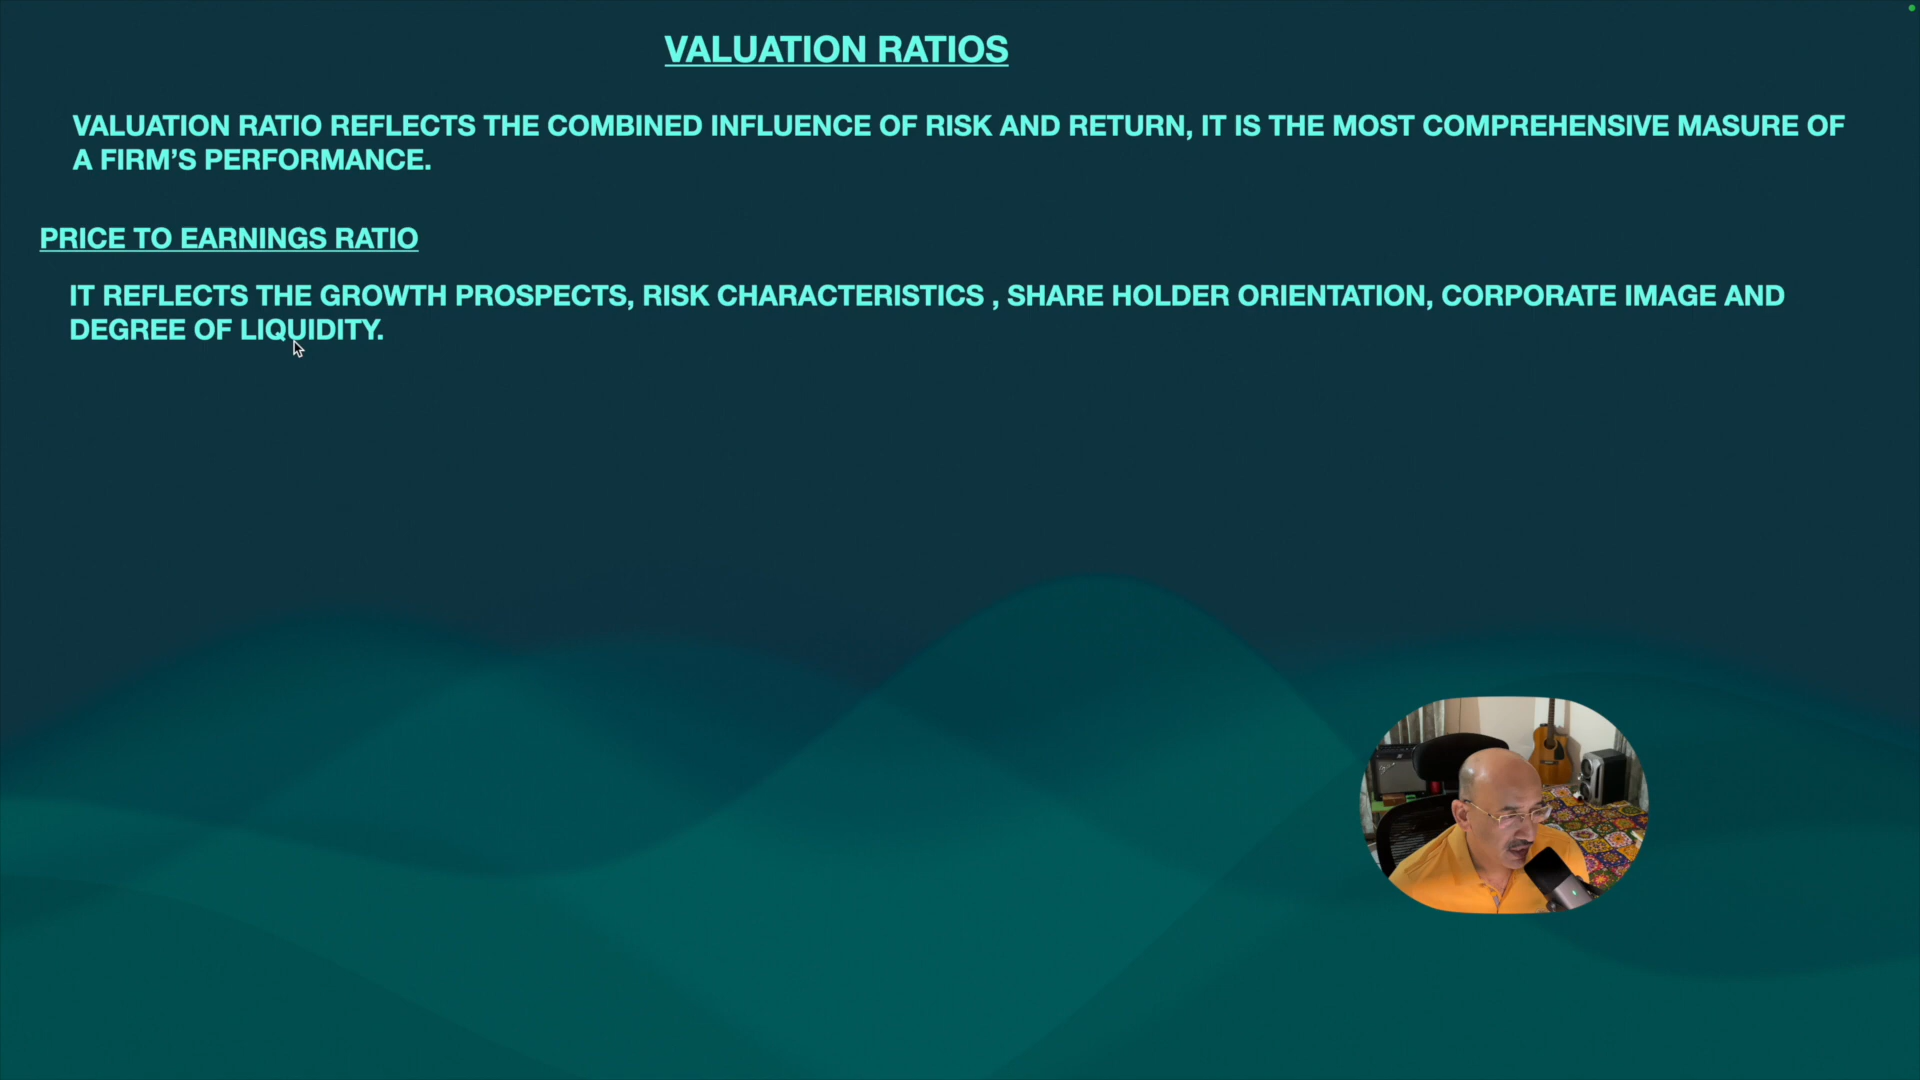 VALUATION RATIOS
VALUATION RATIO REFLECTS THE COMBINED INFLUENCE OF RISK AND RETURN, IT IS THE MOST COMPREHENSIVE MASURE OF
A FIRM’S PERFORMANCE.
PRICE TO EARNINGS RATIO
IT REFLECTS THE GROWTH PROSPECTS, RISK CHARACTERISTICS , SHARE HOLDER ORIENTATION, CORPORATE IMAGE AND
DEGREE OF LIQUIDITY.